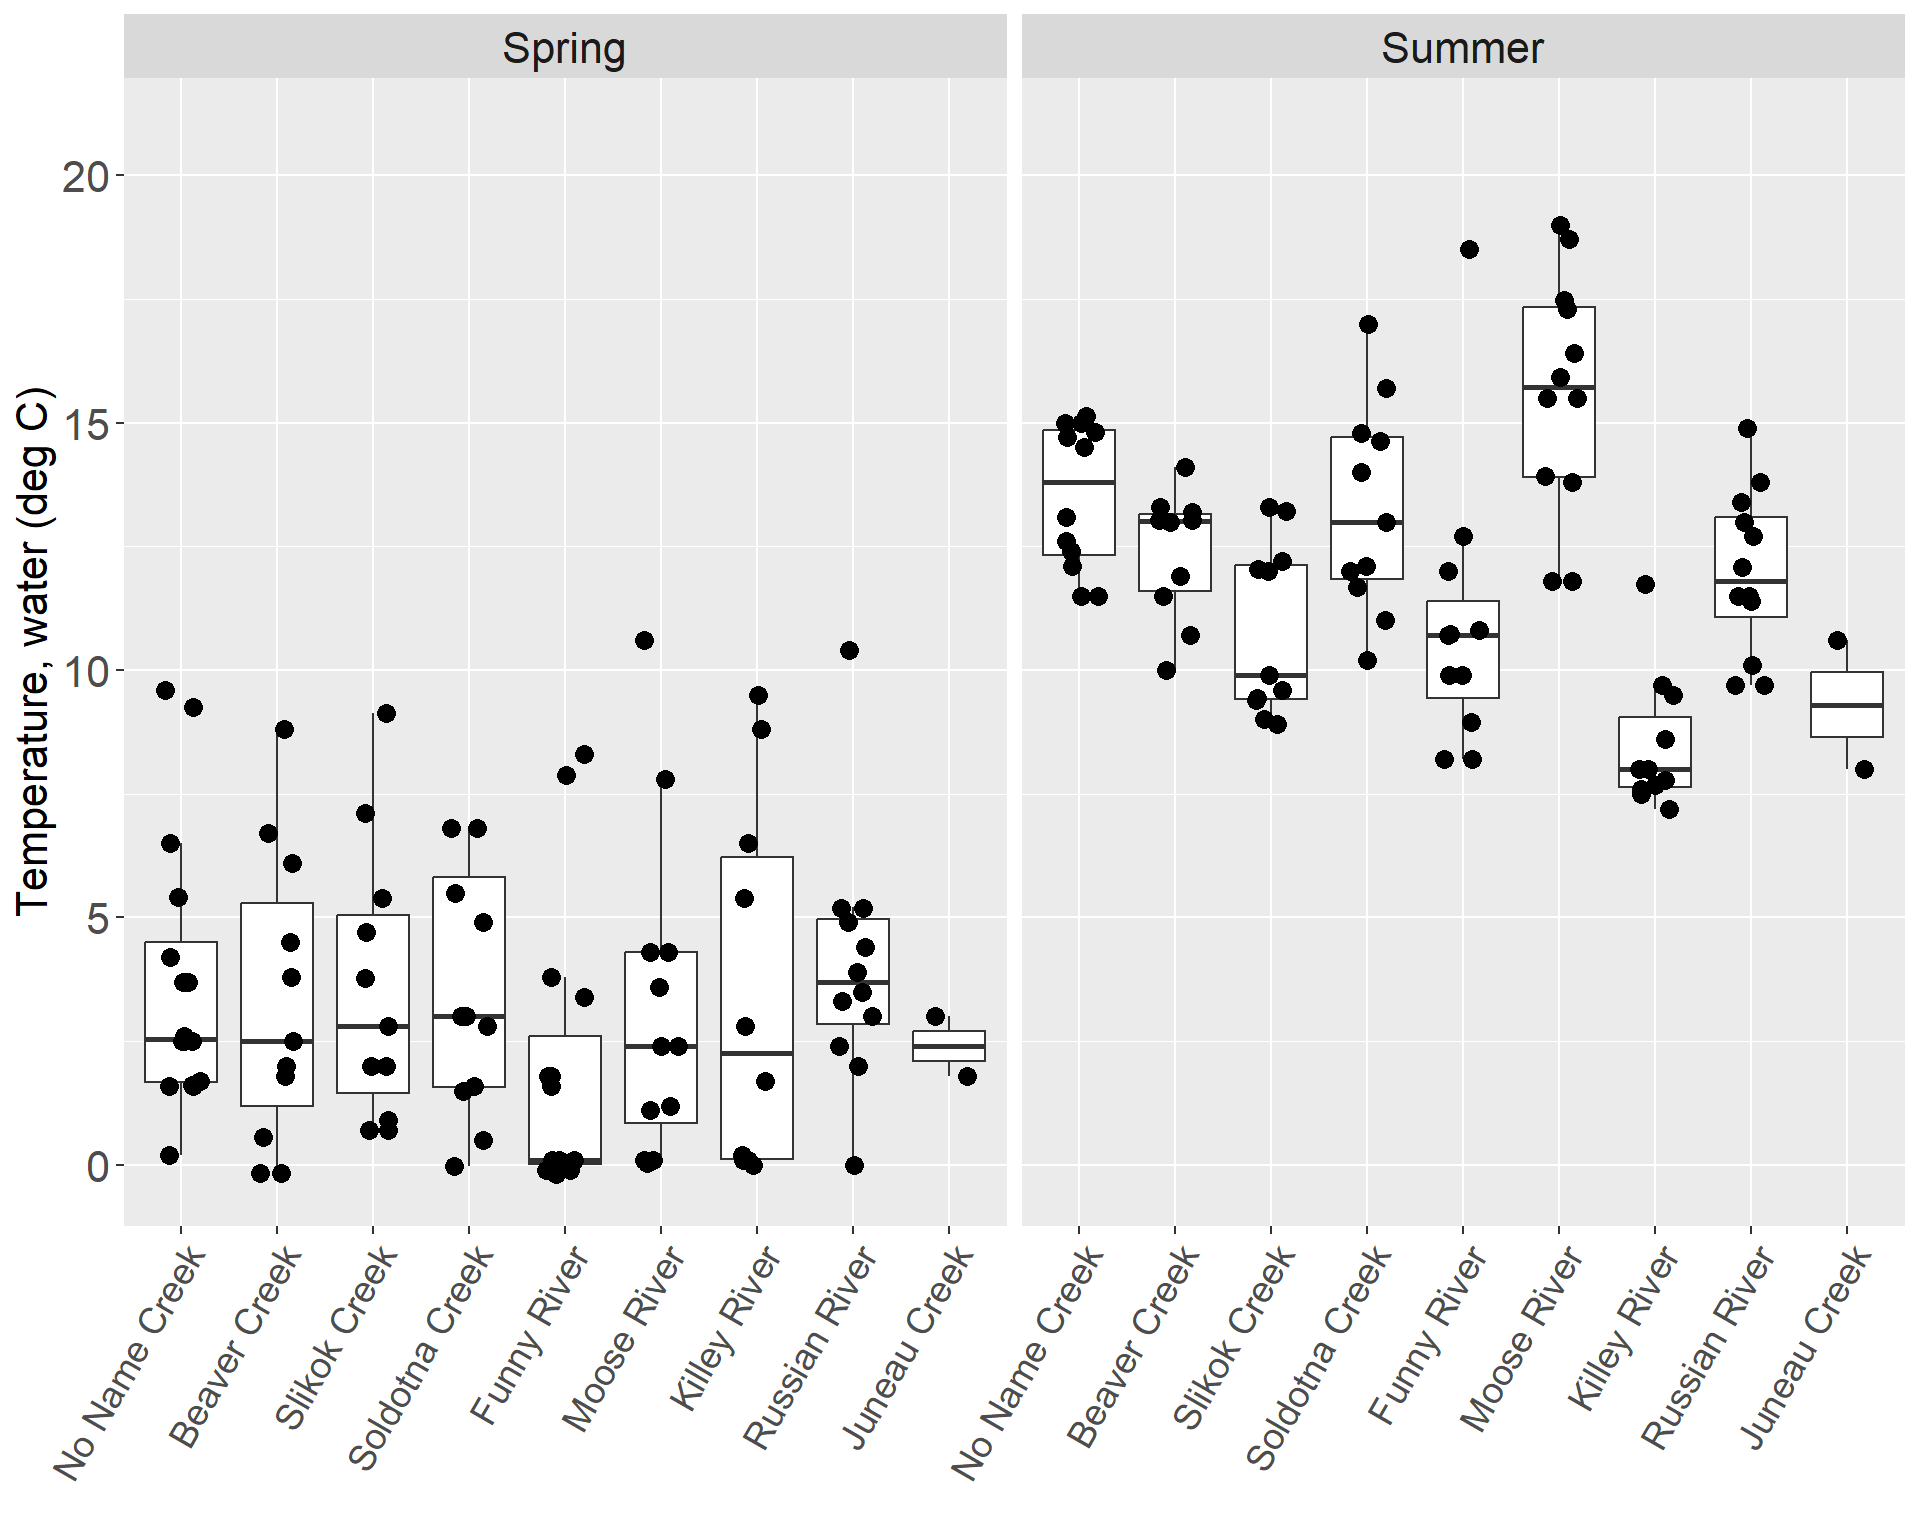 Spring
Summer
Temperature, water (deg C)
20
15
10
5
0
No Name Creek
Beaver Creek
Slikok Creek
Soldotna Creek
Funny River
Moose River
Killey River
Russian River
Juneau Creek
No Name Creek
Beaver Creek
Slikok Creek
Soldotna Creek
Funny River
Moose River
Killey River
Russian River
Juneau Creek